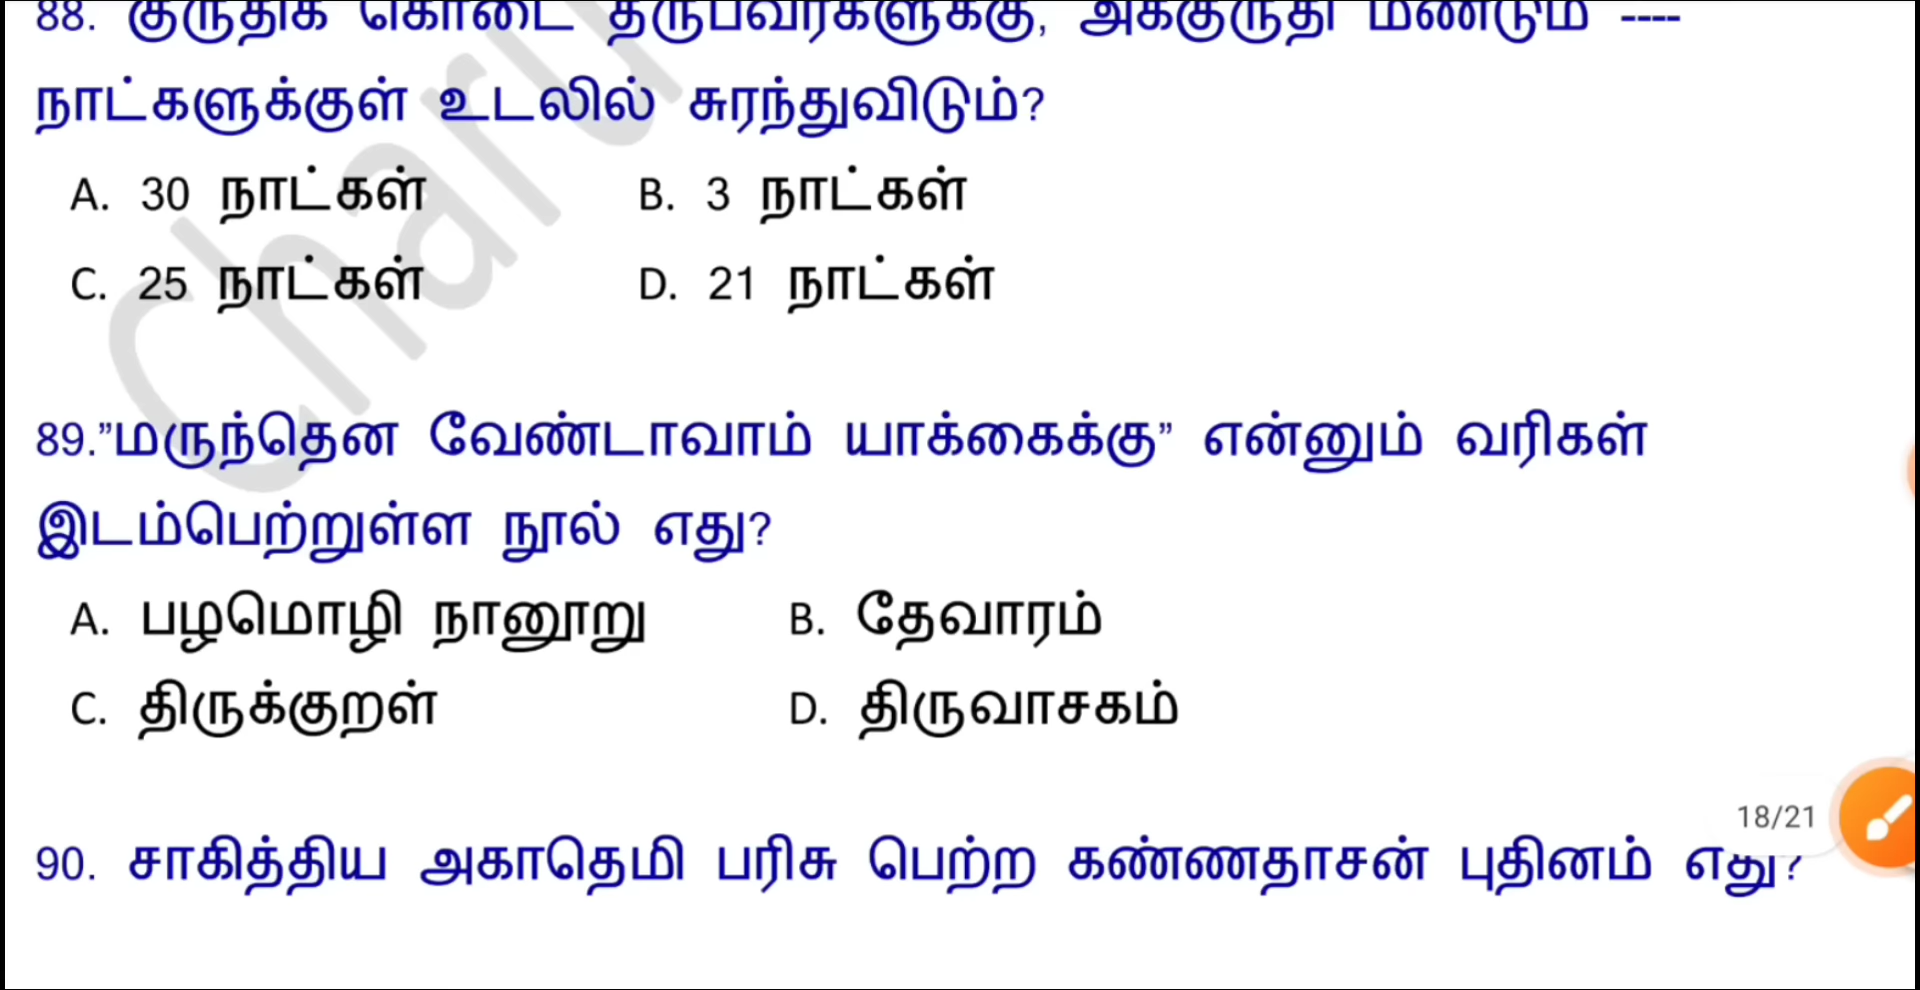 88. குருதிக் கொடை தருபவர்களுக்கு, அக்குருதி மீண்டும் ----
நாட்களுக்குள் உடலில் சுரந்துவிடும்?
A. 30 நாட்கள் B. 3 நாட்கள்
C. 25 நாட்கள் D. 21 நாட்கள்
89.”மருந்தென வேண்டாவாம் யாக்கைக்கு” என்னும் வரிகள்
இடம்பெற்றுள்ள நூல் எது?
A. பழமொழி நானூறு B. தேவாரம்
C. திருக்குறள் D. திருவாசகம்
18/21
90. சாகித்திய அகாதெமி பரிசு பெற்ற கண்ணதாசன் புதினம் எது?
Charu